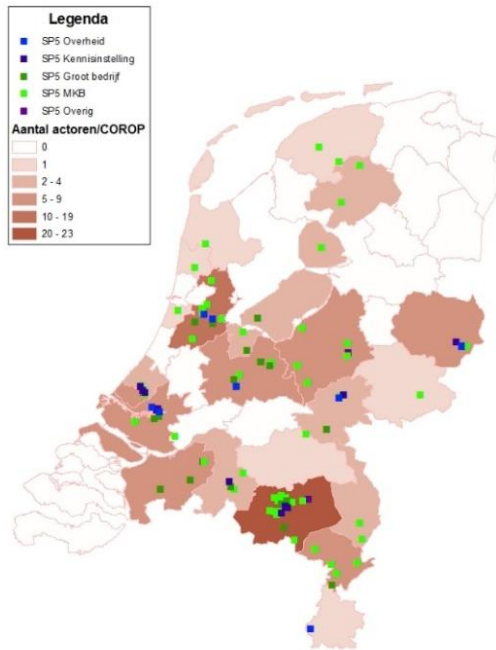 Legenda
SP5 Overheid
SP5 Kennisinstelling
SP5 Groot bedrijf
SP5 MKB
SP5 Overig
Aantal actoren/COROP
0
1
2 - 4
5 - 9
10 - 19
20 - 23